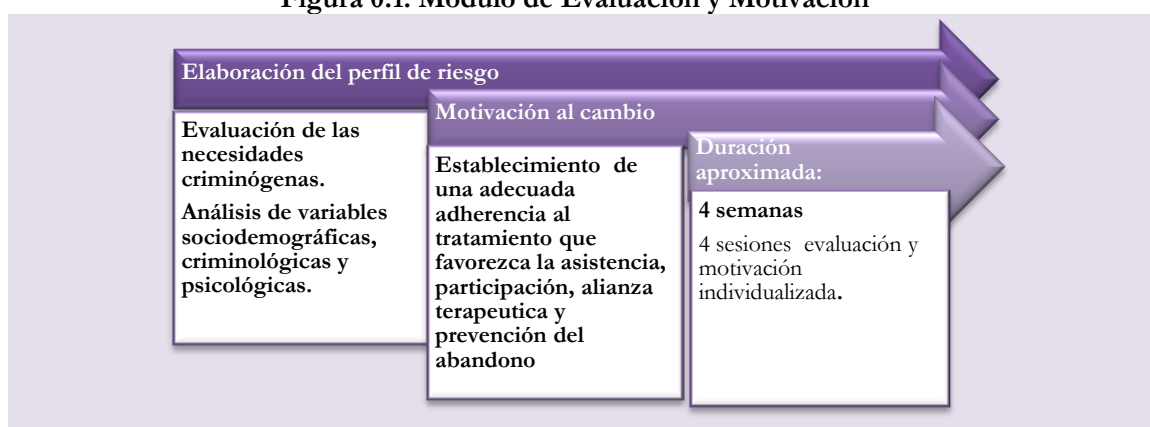 Figura 0.1. Módulo de Evaluación y Motivación
Elaboración del perfil de riesgo
Evaluación de las
necesidades
criminógenas.
Análisis de variables
sociodemográficas,
criminológicas y
psicológicas.
Motivación al cambio
Establecimiento de
una adecuada
adherencia al
tratamiento que
favorezca la asistencia,
participación, alianza
terapeutica y
prevención del
abandono
Duración
aproximada:
4 semanas
4 sesiones evaluación y
motivación
individualizada.